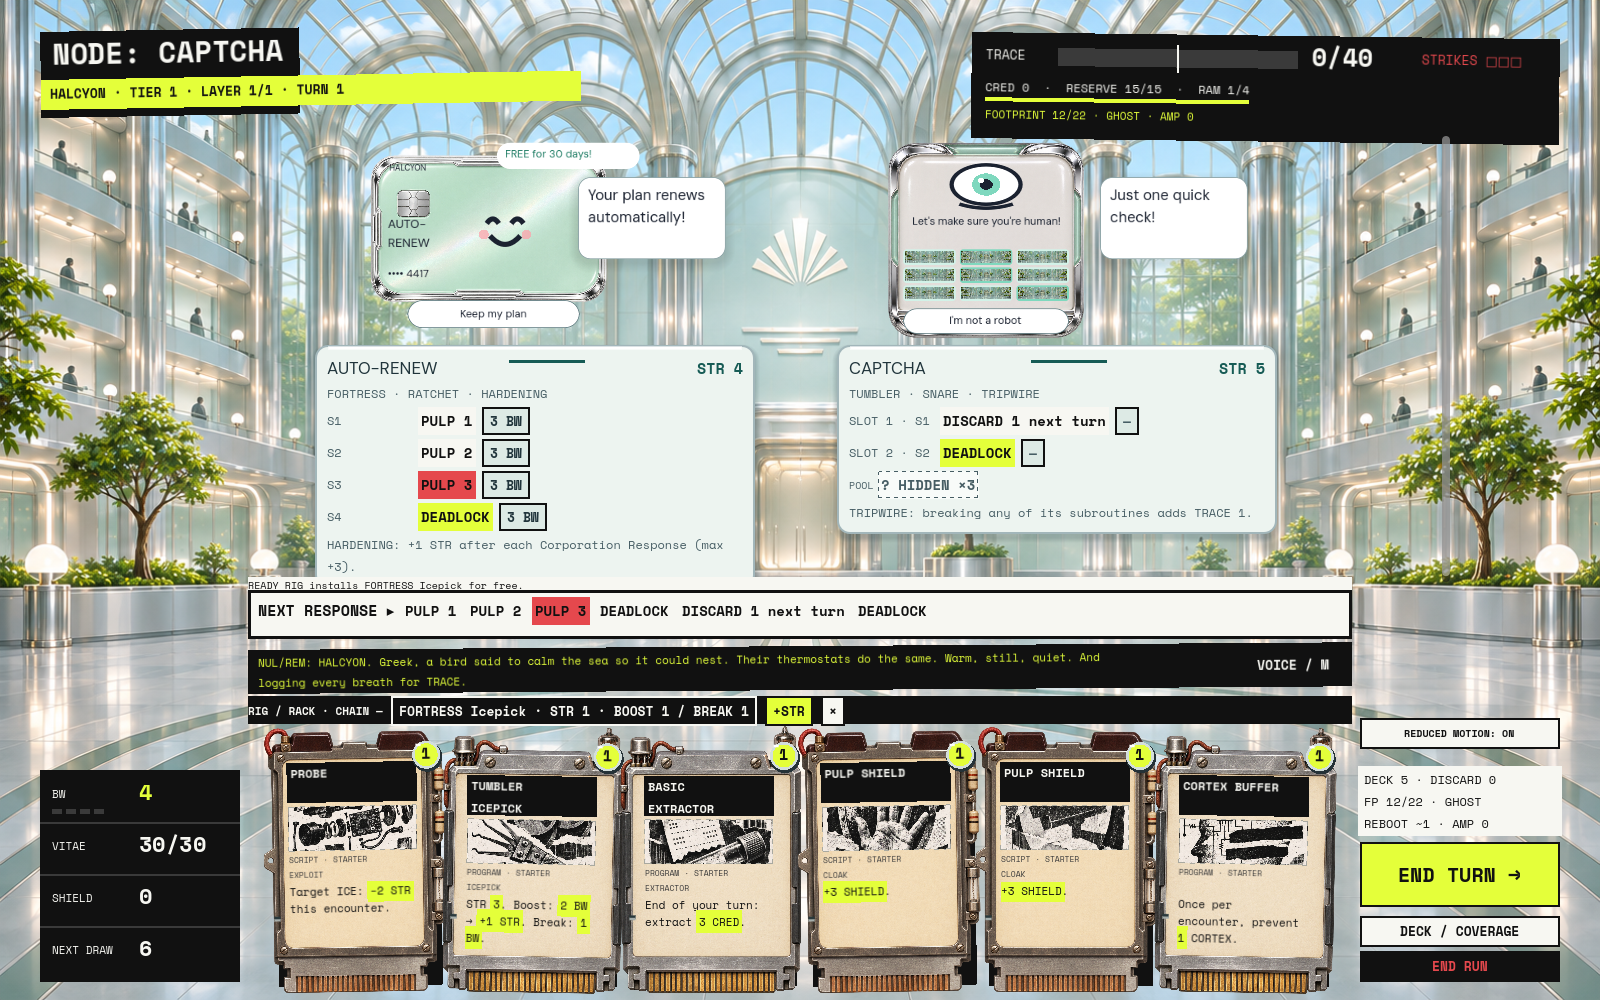 NODE: CAPTCHA
HALCYON · TIER 1 · LAYER 1/1 · TURN 1
TRACE 0/40 STRIKES □□□
CRED 0 · RESERVE 15/15 · RAM 1/4
FOOTPRINT 12/22 · GHOST · AMP 0
HALCYON
FREE for 30 days!
AUTO-
RENEW
•••• 4417
Keep my plan
Your plan renews
automatically!
Let's make sure you're human!
I'm not a robot
Just one quick
check!
AUTO-RENEW STR 4
FORTRESS · RATCHET · HARDENING
S1 PULP 1 3 BW
S2 PULP 2 3 BW
S3 PULP 3 3 BW
S4 DEADLOCK 3 BW
HARDENING: +1 STR after each Corporation Response (max
+3).
CAPTCHA STR 5
TUMBLER · SNARE · TRIPWIRE
SLOT 1 · S1 DISCARD 1 next turn —
SLOT 2 · S2 DEADLOCK —
POOL ? HIDDEN ×3
TRIPWIRE: breaking any of its subroutines adds TRACE 1.
READY RIG installs FORTRESS Icepick for free.
NEXT RESPONSE ▸ PULP 1 PULP 2 PULP 3 DEADLOCK DISCARD 1 next turn DEADLOCK
NUL/REM: HALCYON. Greek, a bird said to calm the sea so it could nest. Their thermostats do the same. Warm, still, quiet. And
logging every breath for TRACE.
VOICE / M
RIG / RACK · CHAIN — FORTRESS Icepick · STR 1 · BOOST 1 / BREAK 1 +STR ×
BW 4
VITAE 30/30
SHIELD 0
NEXT DRAW 6
1
PROBE
SCRIPT · STARTER
EXPLOIT
Target ICE: -2 STR
this encounter.
1
TUMBLER
ICEPICK
PROGRAM · STARTER
ICEPICK
STR 3. Boost: 2 BW
→ +1 STR. Break: 1
BW.
1
BASIC
EXTRACTOR
PROGRAM · STARTER
EXTRACTOR
End of your turn:
extract 3 CRED.
1
PULP SHIELD
SCRIPT · STARTER
CLOAK
+3 SHIELD.
1
PULP SHIELD
SCRIPT · STARTER
CLOAK
+3 SHIELD.
1
CORTEX BUFFER
PROGRAM · STARTER
Once per
encounter, prevent
1 CORTEX.
REDUCED MOTION: ON
DECK 5 · DISCARD 0
FP 12/22 · GHOST
REBOOT ~1 · AMP 0
END TURN →
DECK / COVERAGE
END RUN